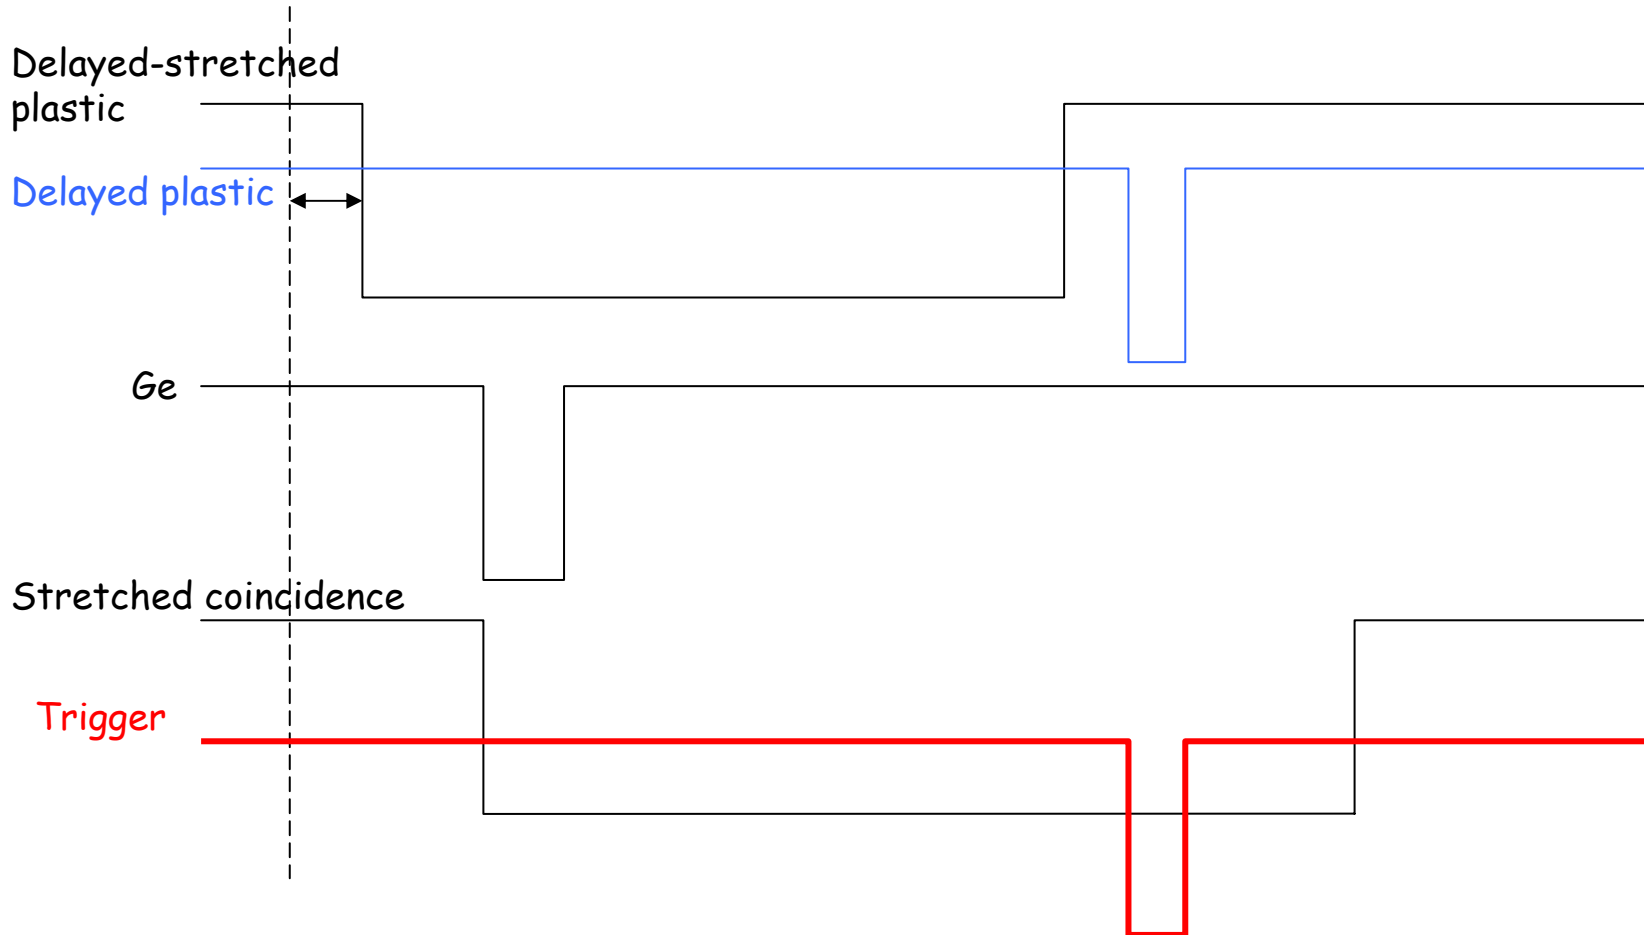 Delayed-stretched
plastic
Delayed plastic
Ge
Stretched coincidence
Trigger